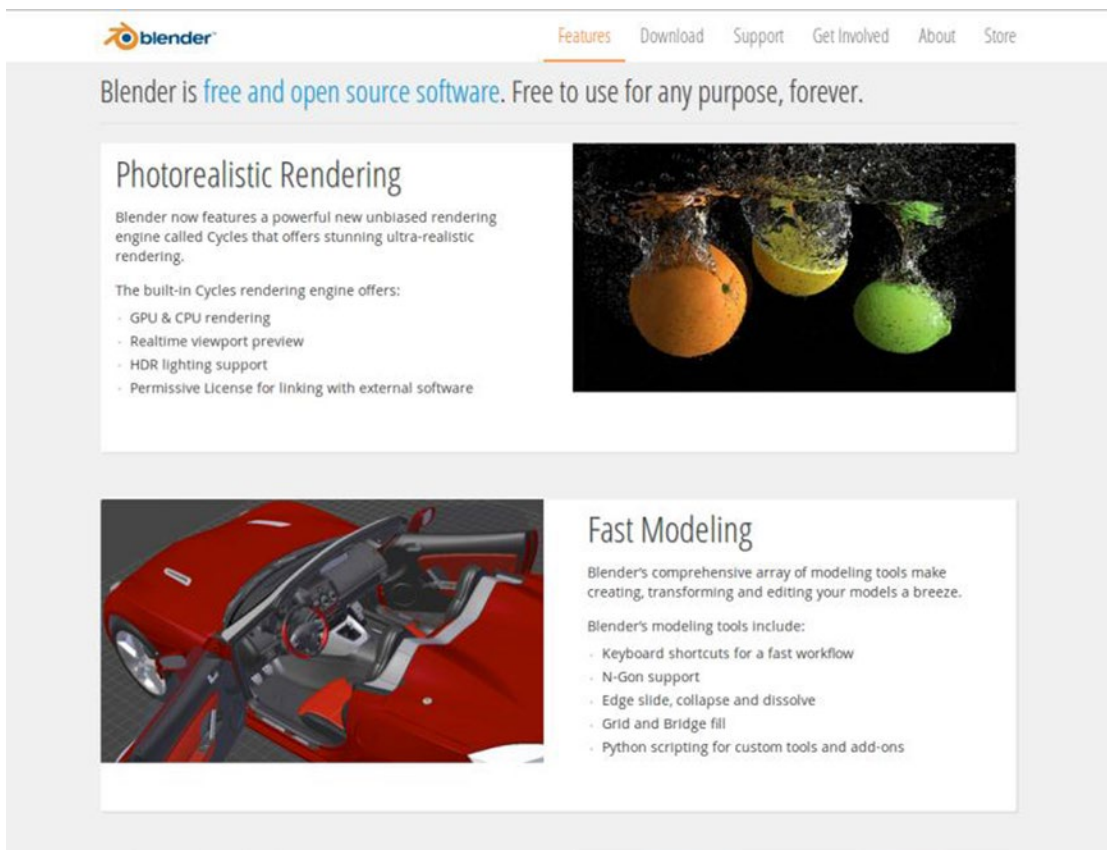 blender
Features Download Support Get Involved About Store
Blender is free and open source software. Free to use for any purpose, forever.
Photorealistic Rendering
Blender now features a powerful new unbiased rendering
engine called Cycles that offers stunning ultra-realistic
rendering.
The built-in Cycles rendering engine offers:
· GPU & CPU rendering
· Realtime viewport preview
· HDR lighting support
· Permissive License for linking with external software
Fast Modeling
Blender's comprehensive array of modeling tools make
creating, transforming and editing your models a breeze.
Blender's modeling tools include:
· Keyboard shortcuts for a fast workflow
· N-Gon support
· Edge slide, collapse and dissolve
· Grid and Bridge fill
· Python scripting for custom tools and add-ons